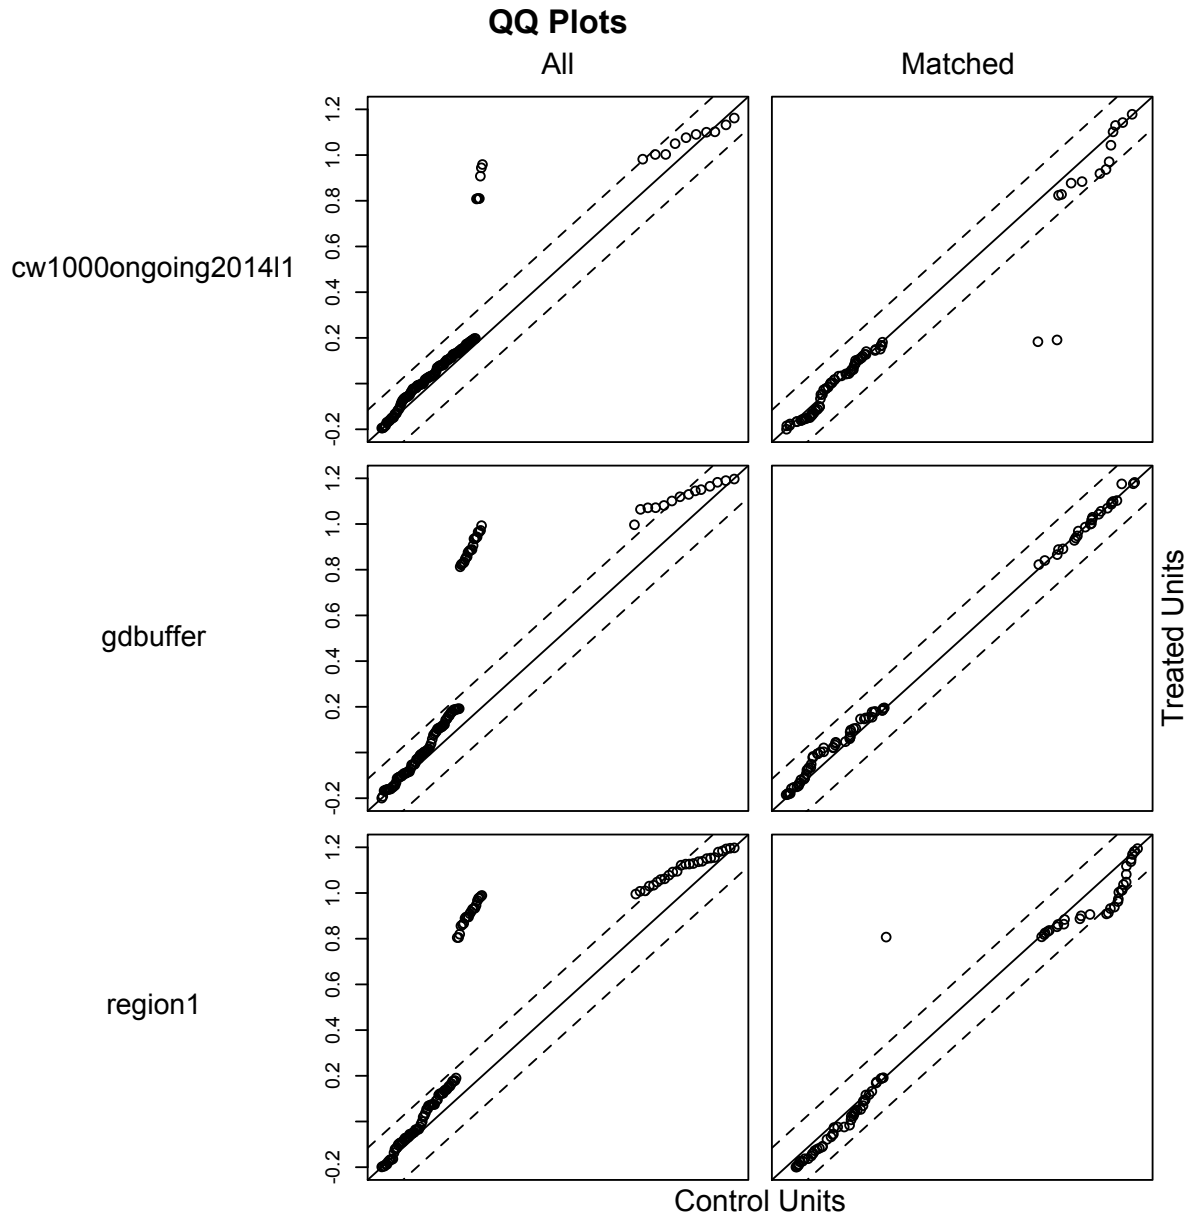 QQ Plots
All Matched
cw1000ongoing2014l1
-0.2 0.2 0.4 0.6 0.8 1.0 1.2
gdbuffer
-0.2 0.2 0.4 0.6 0.8 1.0 1.2
region1
-0.2 0.2 0.4 0.6 0.8 1.0 1.2
Treated Units
Control Units